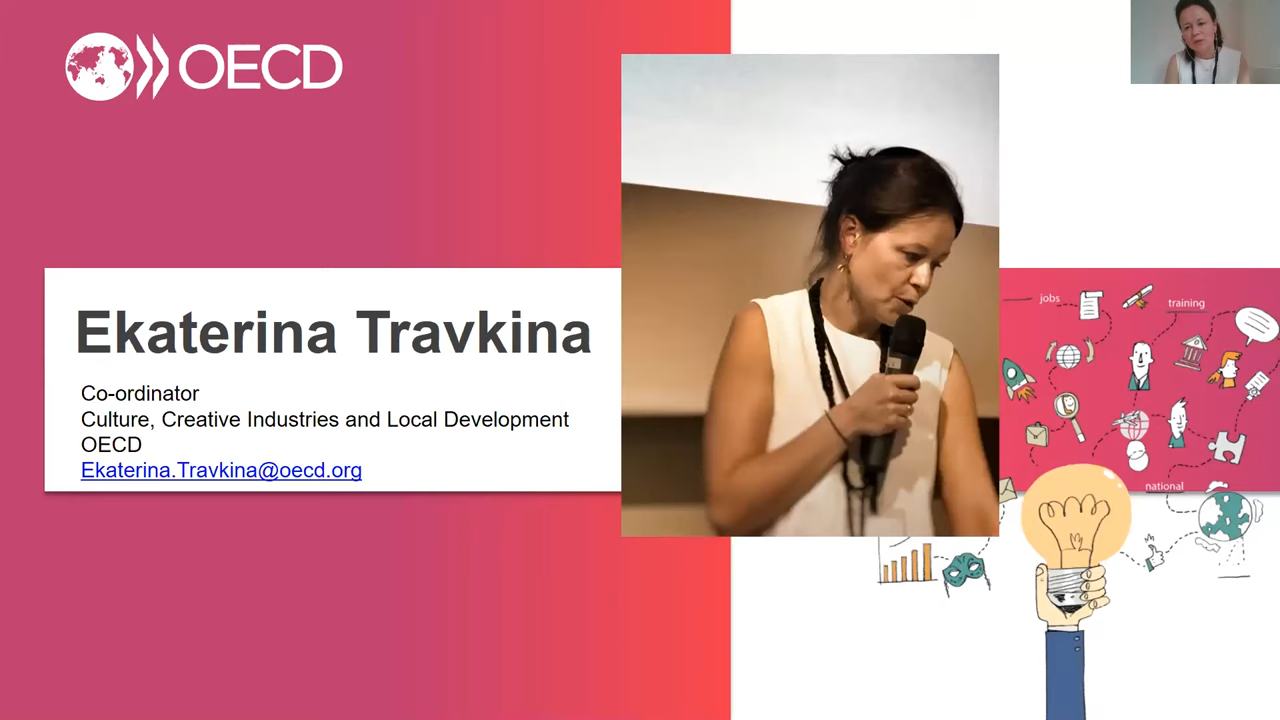 OECD
Ekaterina Travkina
Co-ordinator
Culture, Creative Industries and Local Development
OECD
Ekaterina.Travkina@oecd.org
jobs
training
national